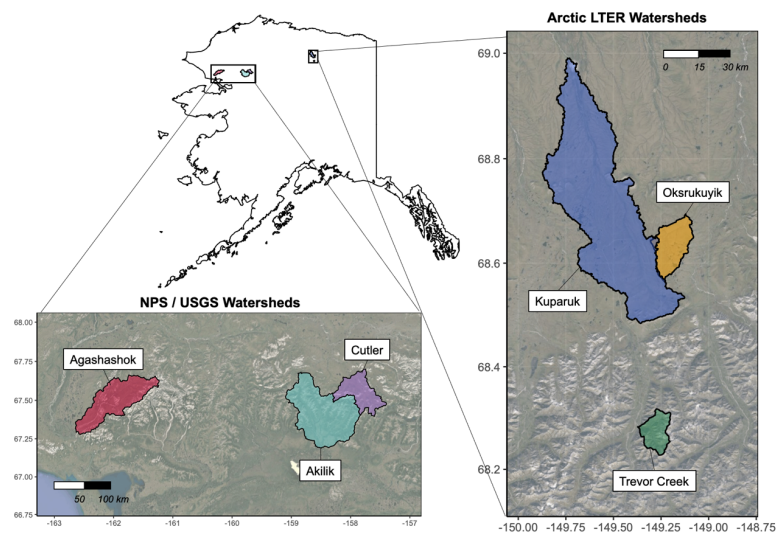 Arctic LTER Watersheds
69.0
0 15 30 km
68.8
Oksrukuyik
68.6
Kuparuk
68.4
68.2
Trevor Creek
-150.00 -149.75 -149.50 -149.25 -149.00 -148.75
NPS / USGS Watersheds
68.00
67.75
Agashashok
Cutler
67.50
67.25
Akilik
67.00
50 100 km
66.75
-163 -162 -161 -160 -159 -158 -157